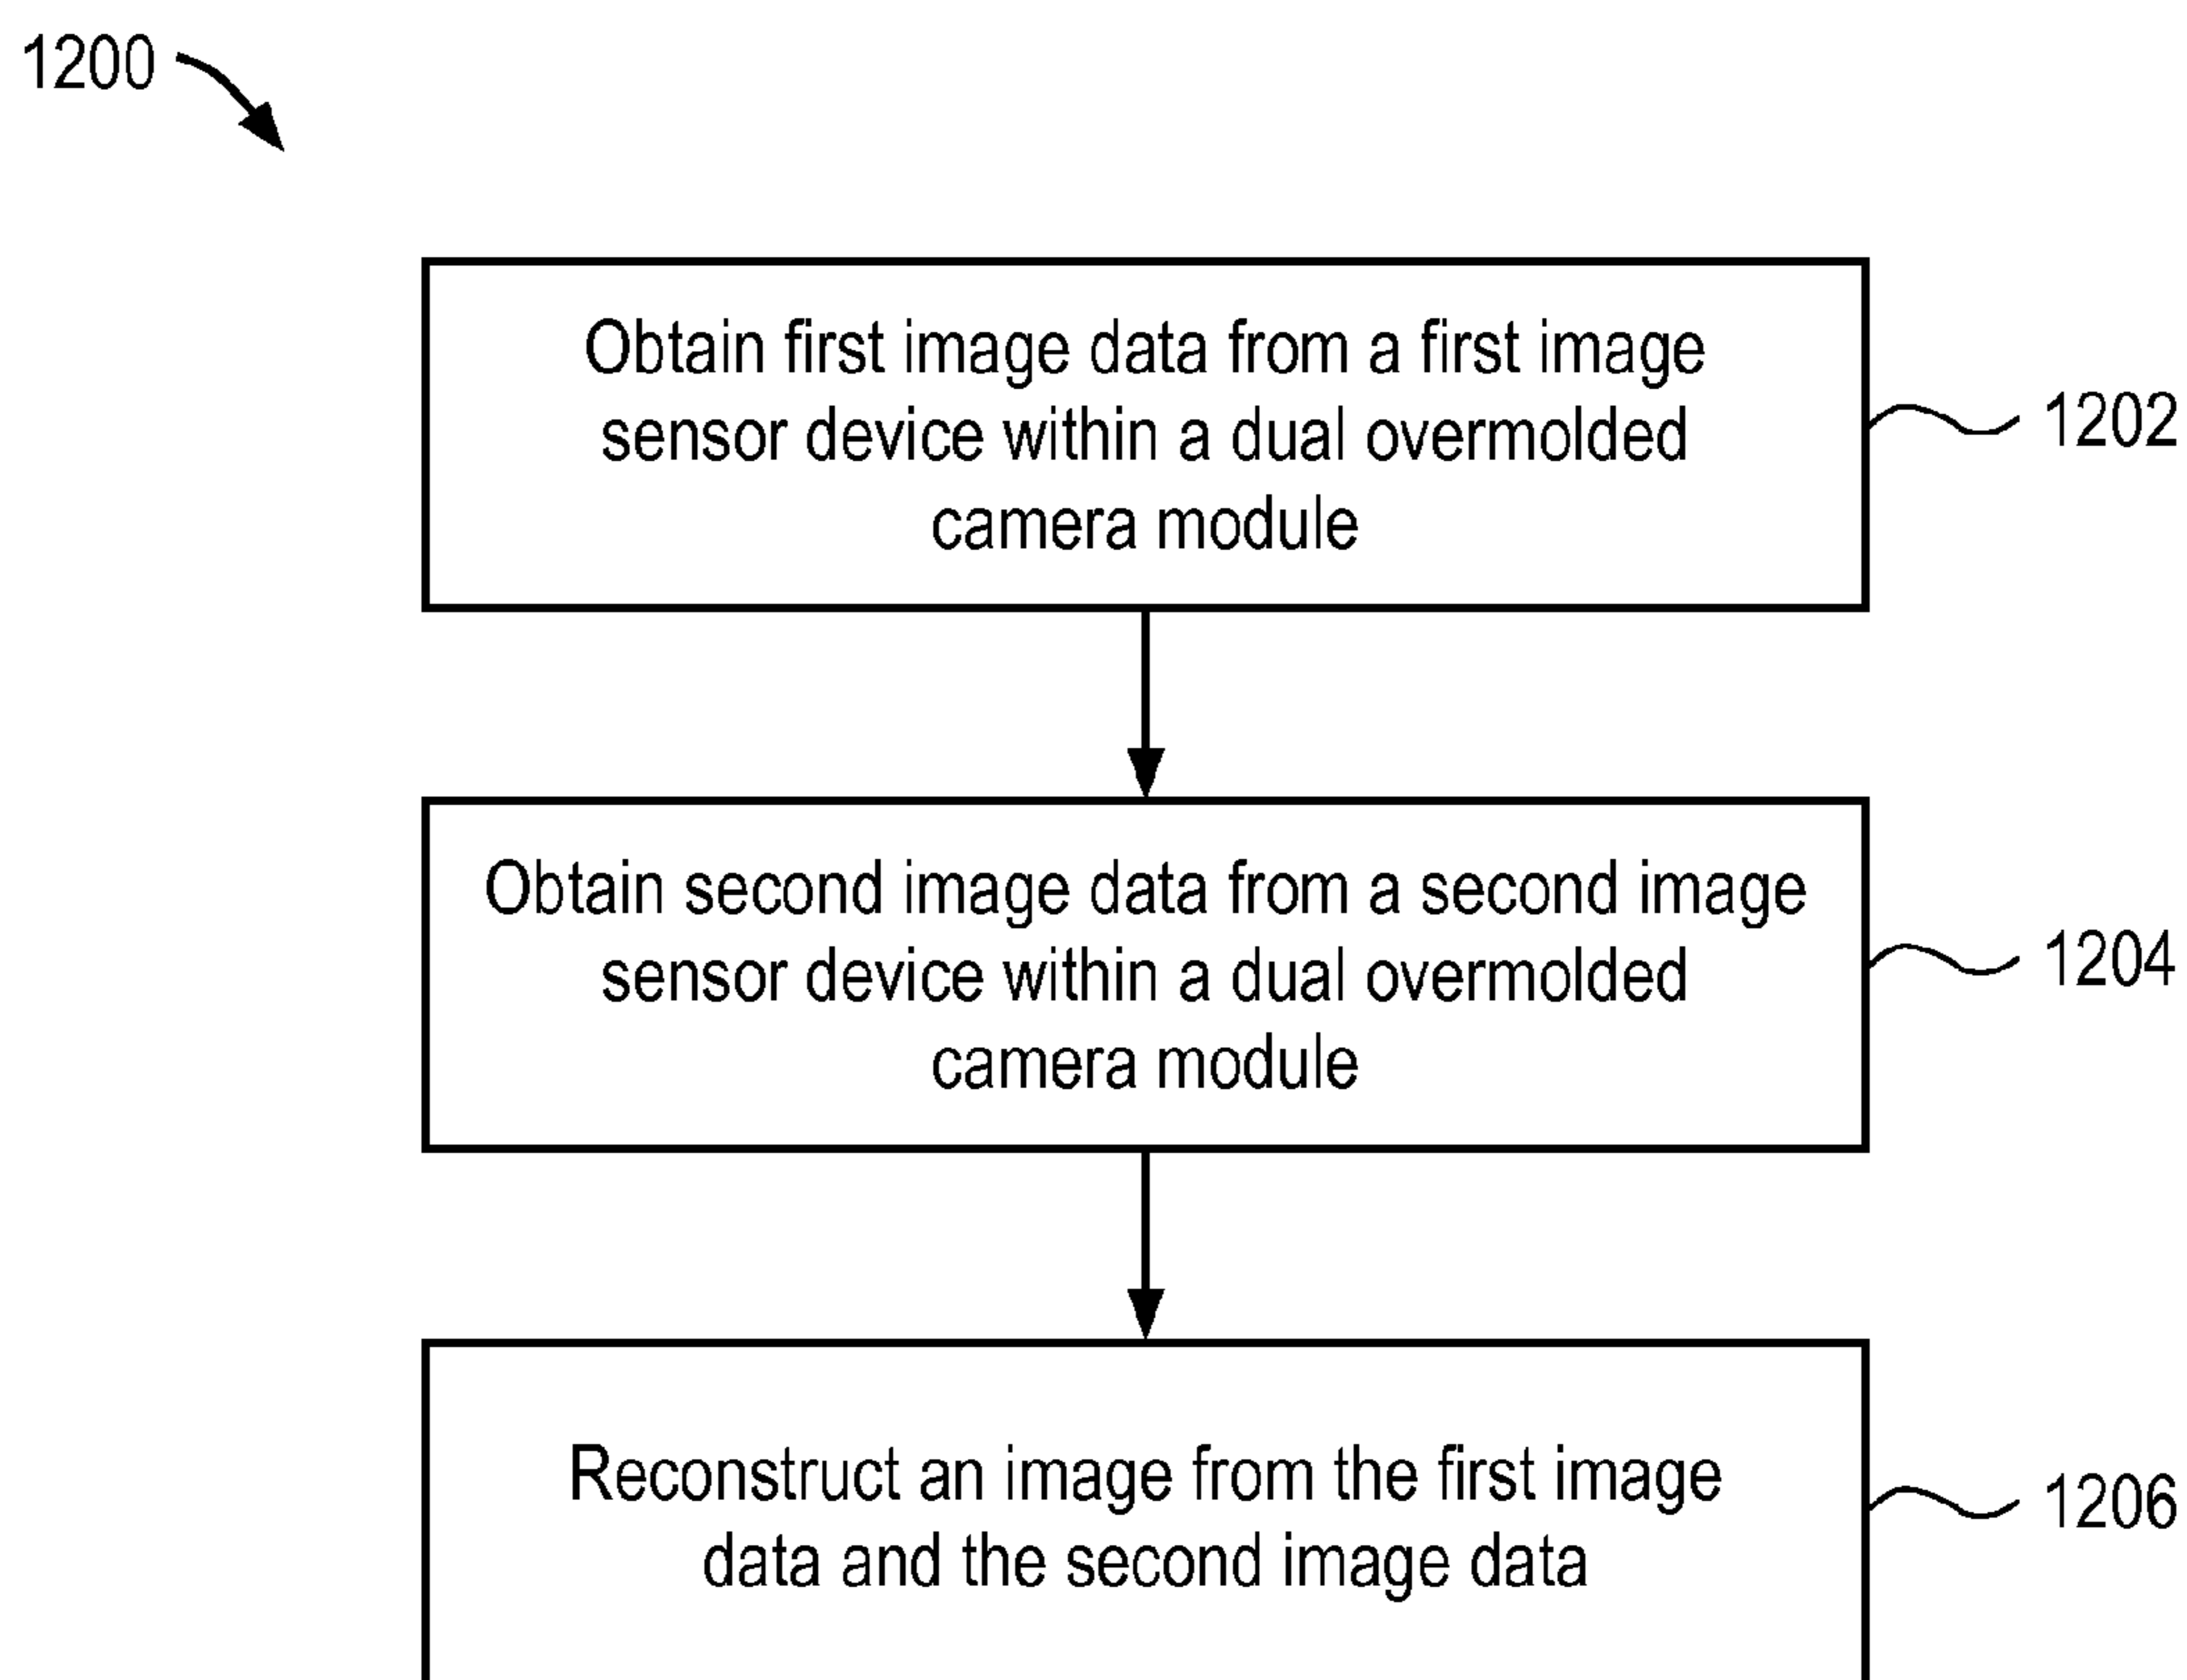 1200
Obtain first image data from a first image
sensor device within a dual overmolded
camera module
1202
Obtain second image data from a second image
sensor device within a dual overmolded
camera module
1204
Reconstruct an image from the first image
data and the second image data
1206